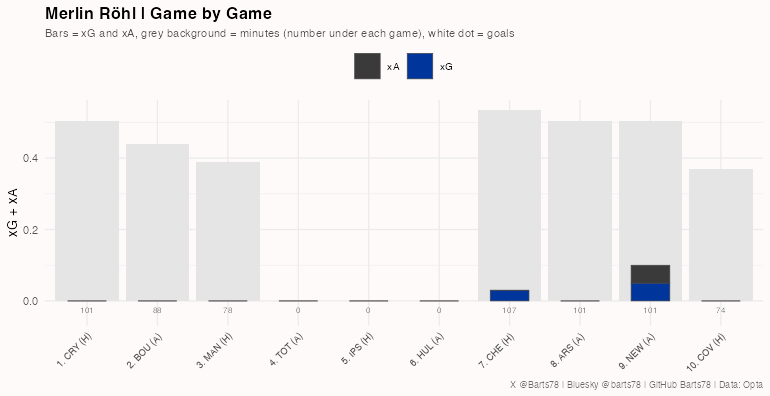 Merlin Röhl | Game by Game
Bars = xG and xA, grey background = minutes (number under each game), white dot = goals
xA xG
xG + xA
0.4
0.2
0.0
101 88 78 0 0 0 107 101 101 74
1. CRY (H) 2. BOU (A) 3. MAN (H) 4. TOT (A) 5. IPS (H) 6. HUL (A) 7. CHE (H) 8. ARS (A) 9. NEW (A) 10. COV (H)
X @Barts78 | Bluesky @barts78 | GitHub Barts78 | Data: Opta